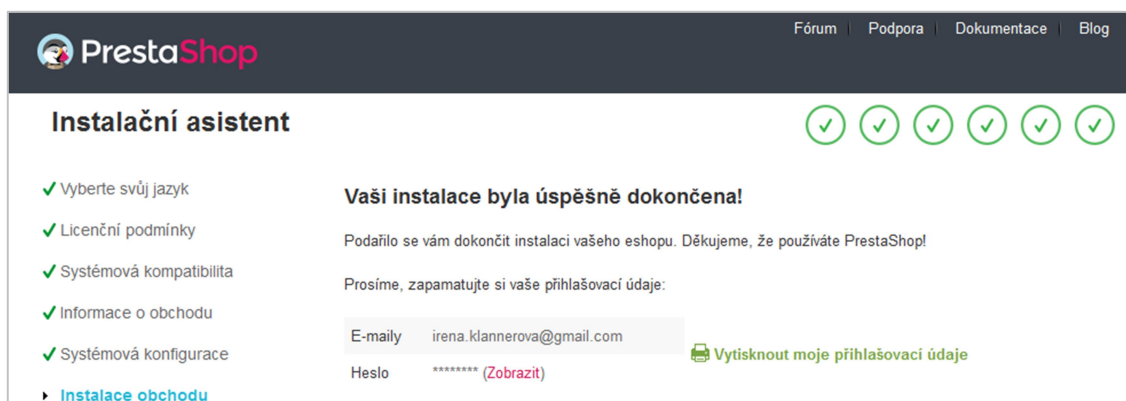 PrestaShop
Fórum | Podpora | Dokumentace | Blog
Instalační asistent
Vyberte svůj jazyk
Licenční podmínky
Systémová kompatibilita
Informace o obchodu
Systémová konfigurace
Instalace obchodu
Vaši instalace byla úspěšně dokončena!
Podařilo se vám dokončit instalaci vašeho eshopu. Děkujeme, že používáte PrestaShop!
Prosíme, zapamatujte si vaše přihlašovací údaje:
E-maily irena.klannerova@gmail.com
Heslo ******** (Zobrazit)
Vytisknout moje přihlašovací údaje